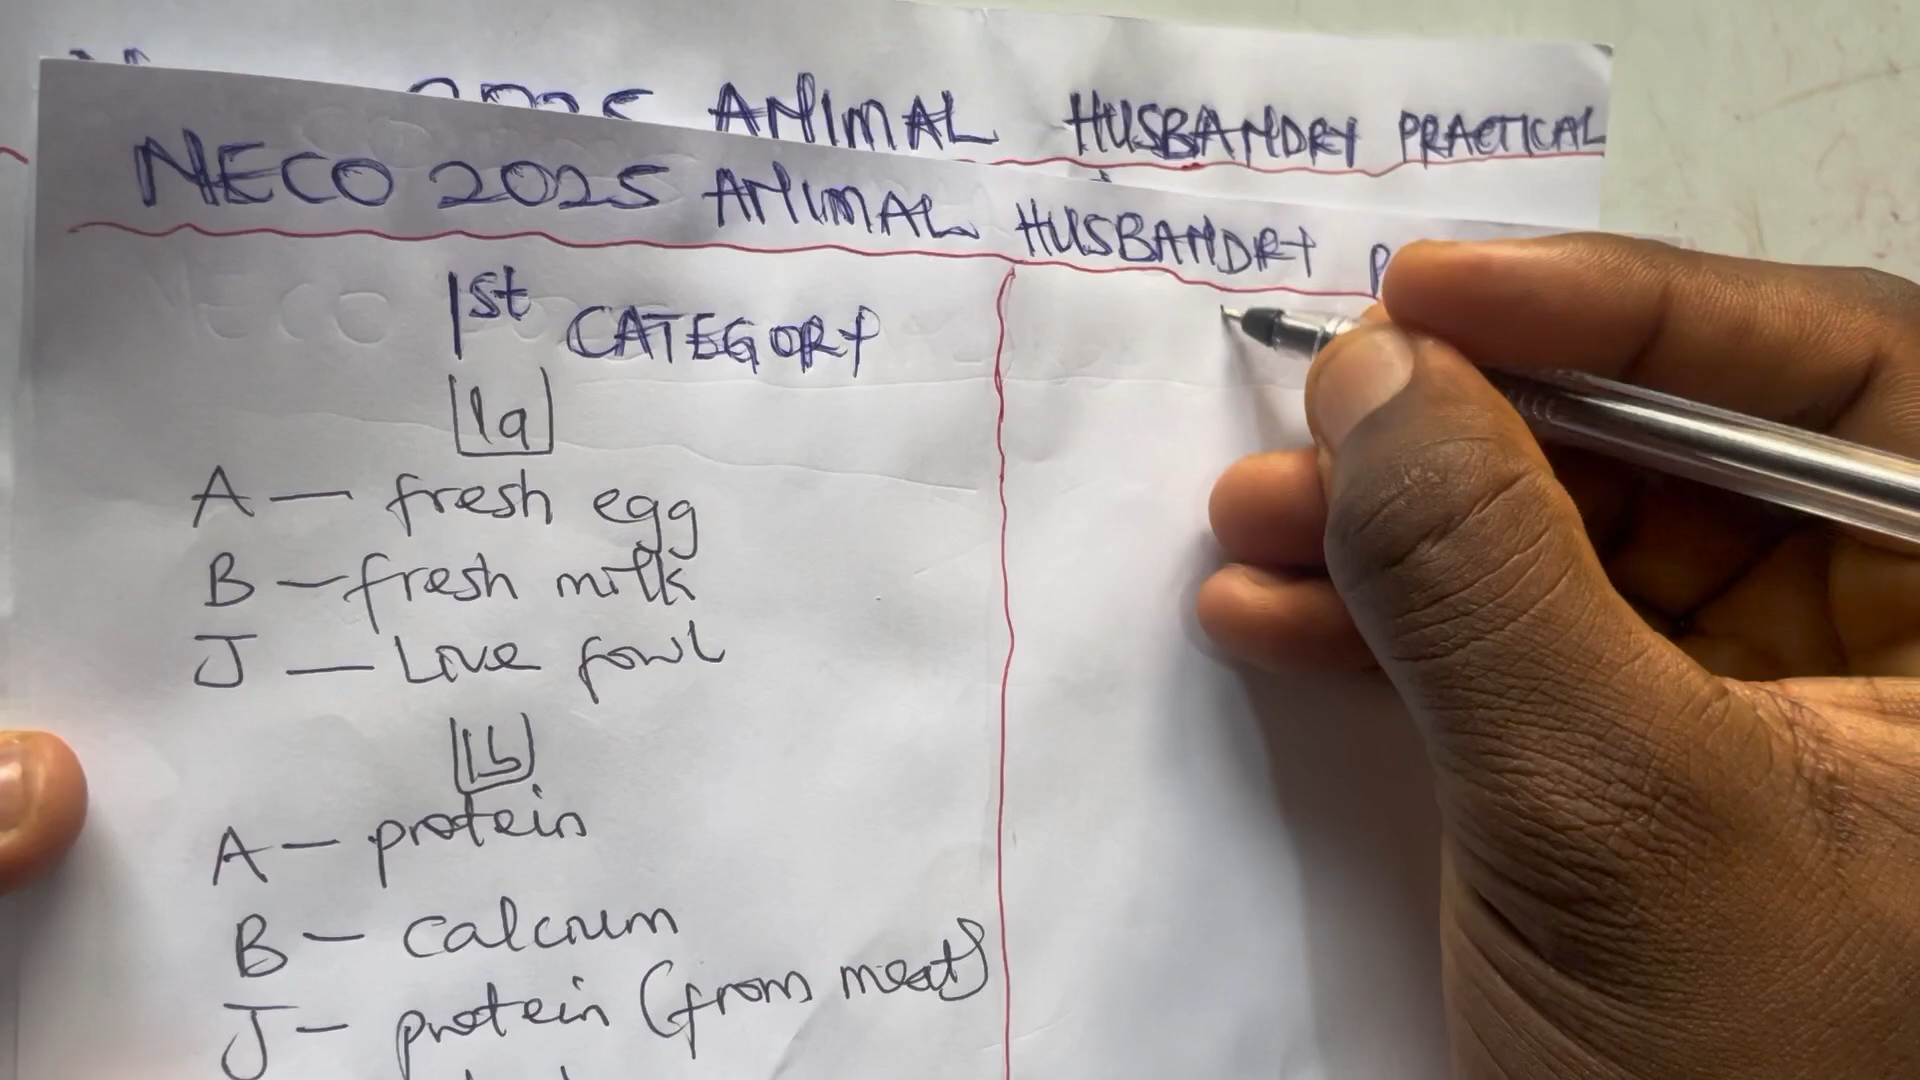 2025 ANIMAL HUSBANDRY PRACTICAL
NECO 2025 ANIMAL HUSBANDRY P
1st CATEGORY
1a
A — fresh egg
B — fresh milk
J — Live fowl
1b
A — protein
B — calcium
J — protein (from meat)